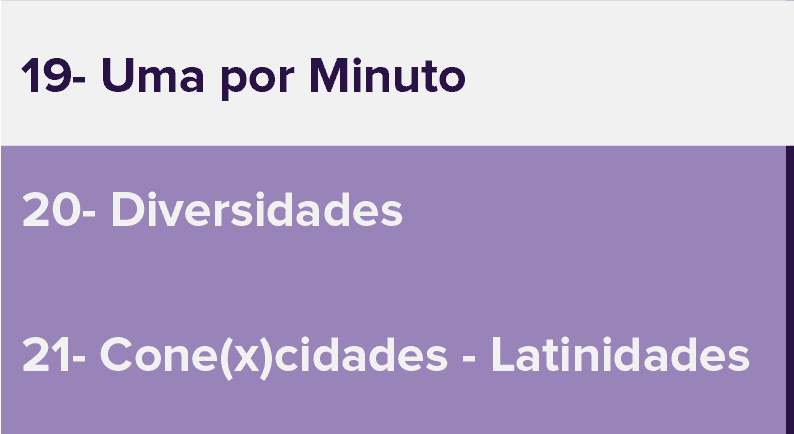 19- Uma por Minuto
20- Diversidades
21- Cone(x)cidades - Latinidades